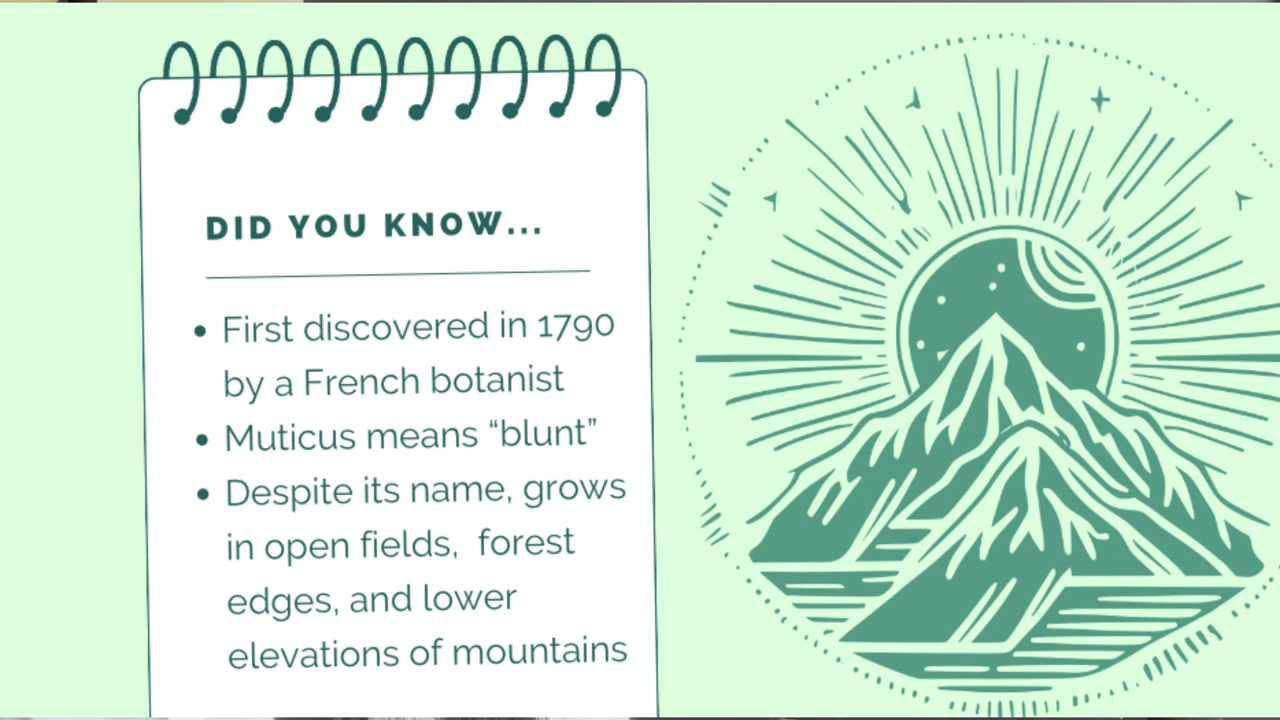 DID YOU KNOW...
• First discovered in 1790
by a French botanist
• Muticus means “blunt”
• Despite its name, grows
in open fields,  forest
edges, and lower
elevations of mountains